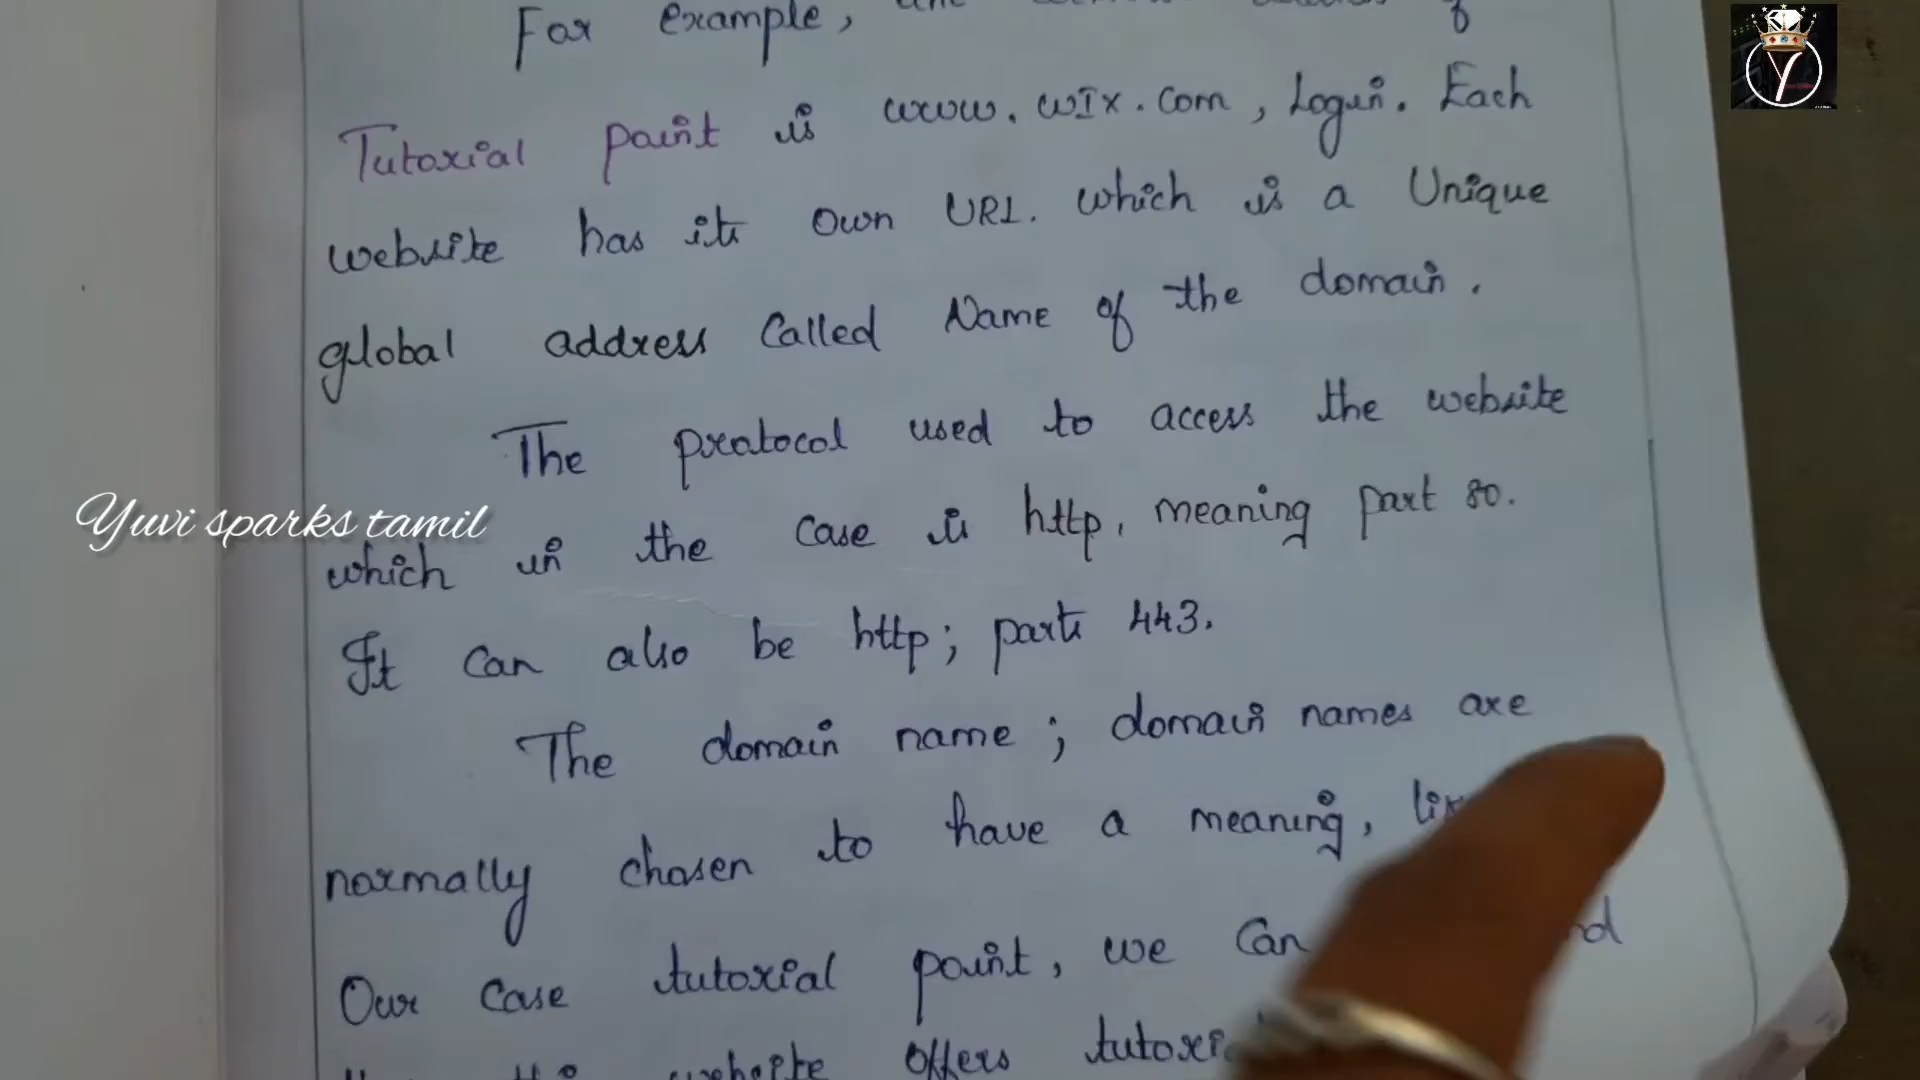 For example, the
Tutorial point is www.wix.com, Login. Each
website has its own URL. which is a Unique
global address Called Name of the domain.
The protocol used to access the website
Yuvi sparks tamil
which in the case is http, meaning port 80.
It can also be http; ports 443.
The domain name; domain names are
normally chosen to have a meaning,
Our case tutorial point, we can
website offers